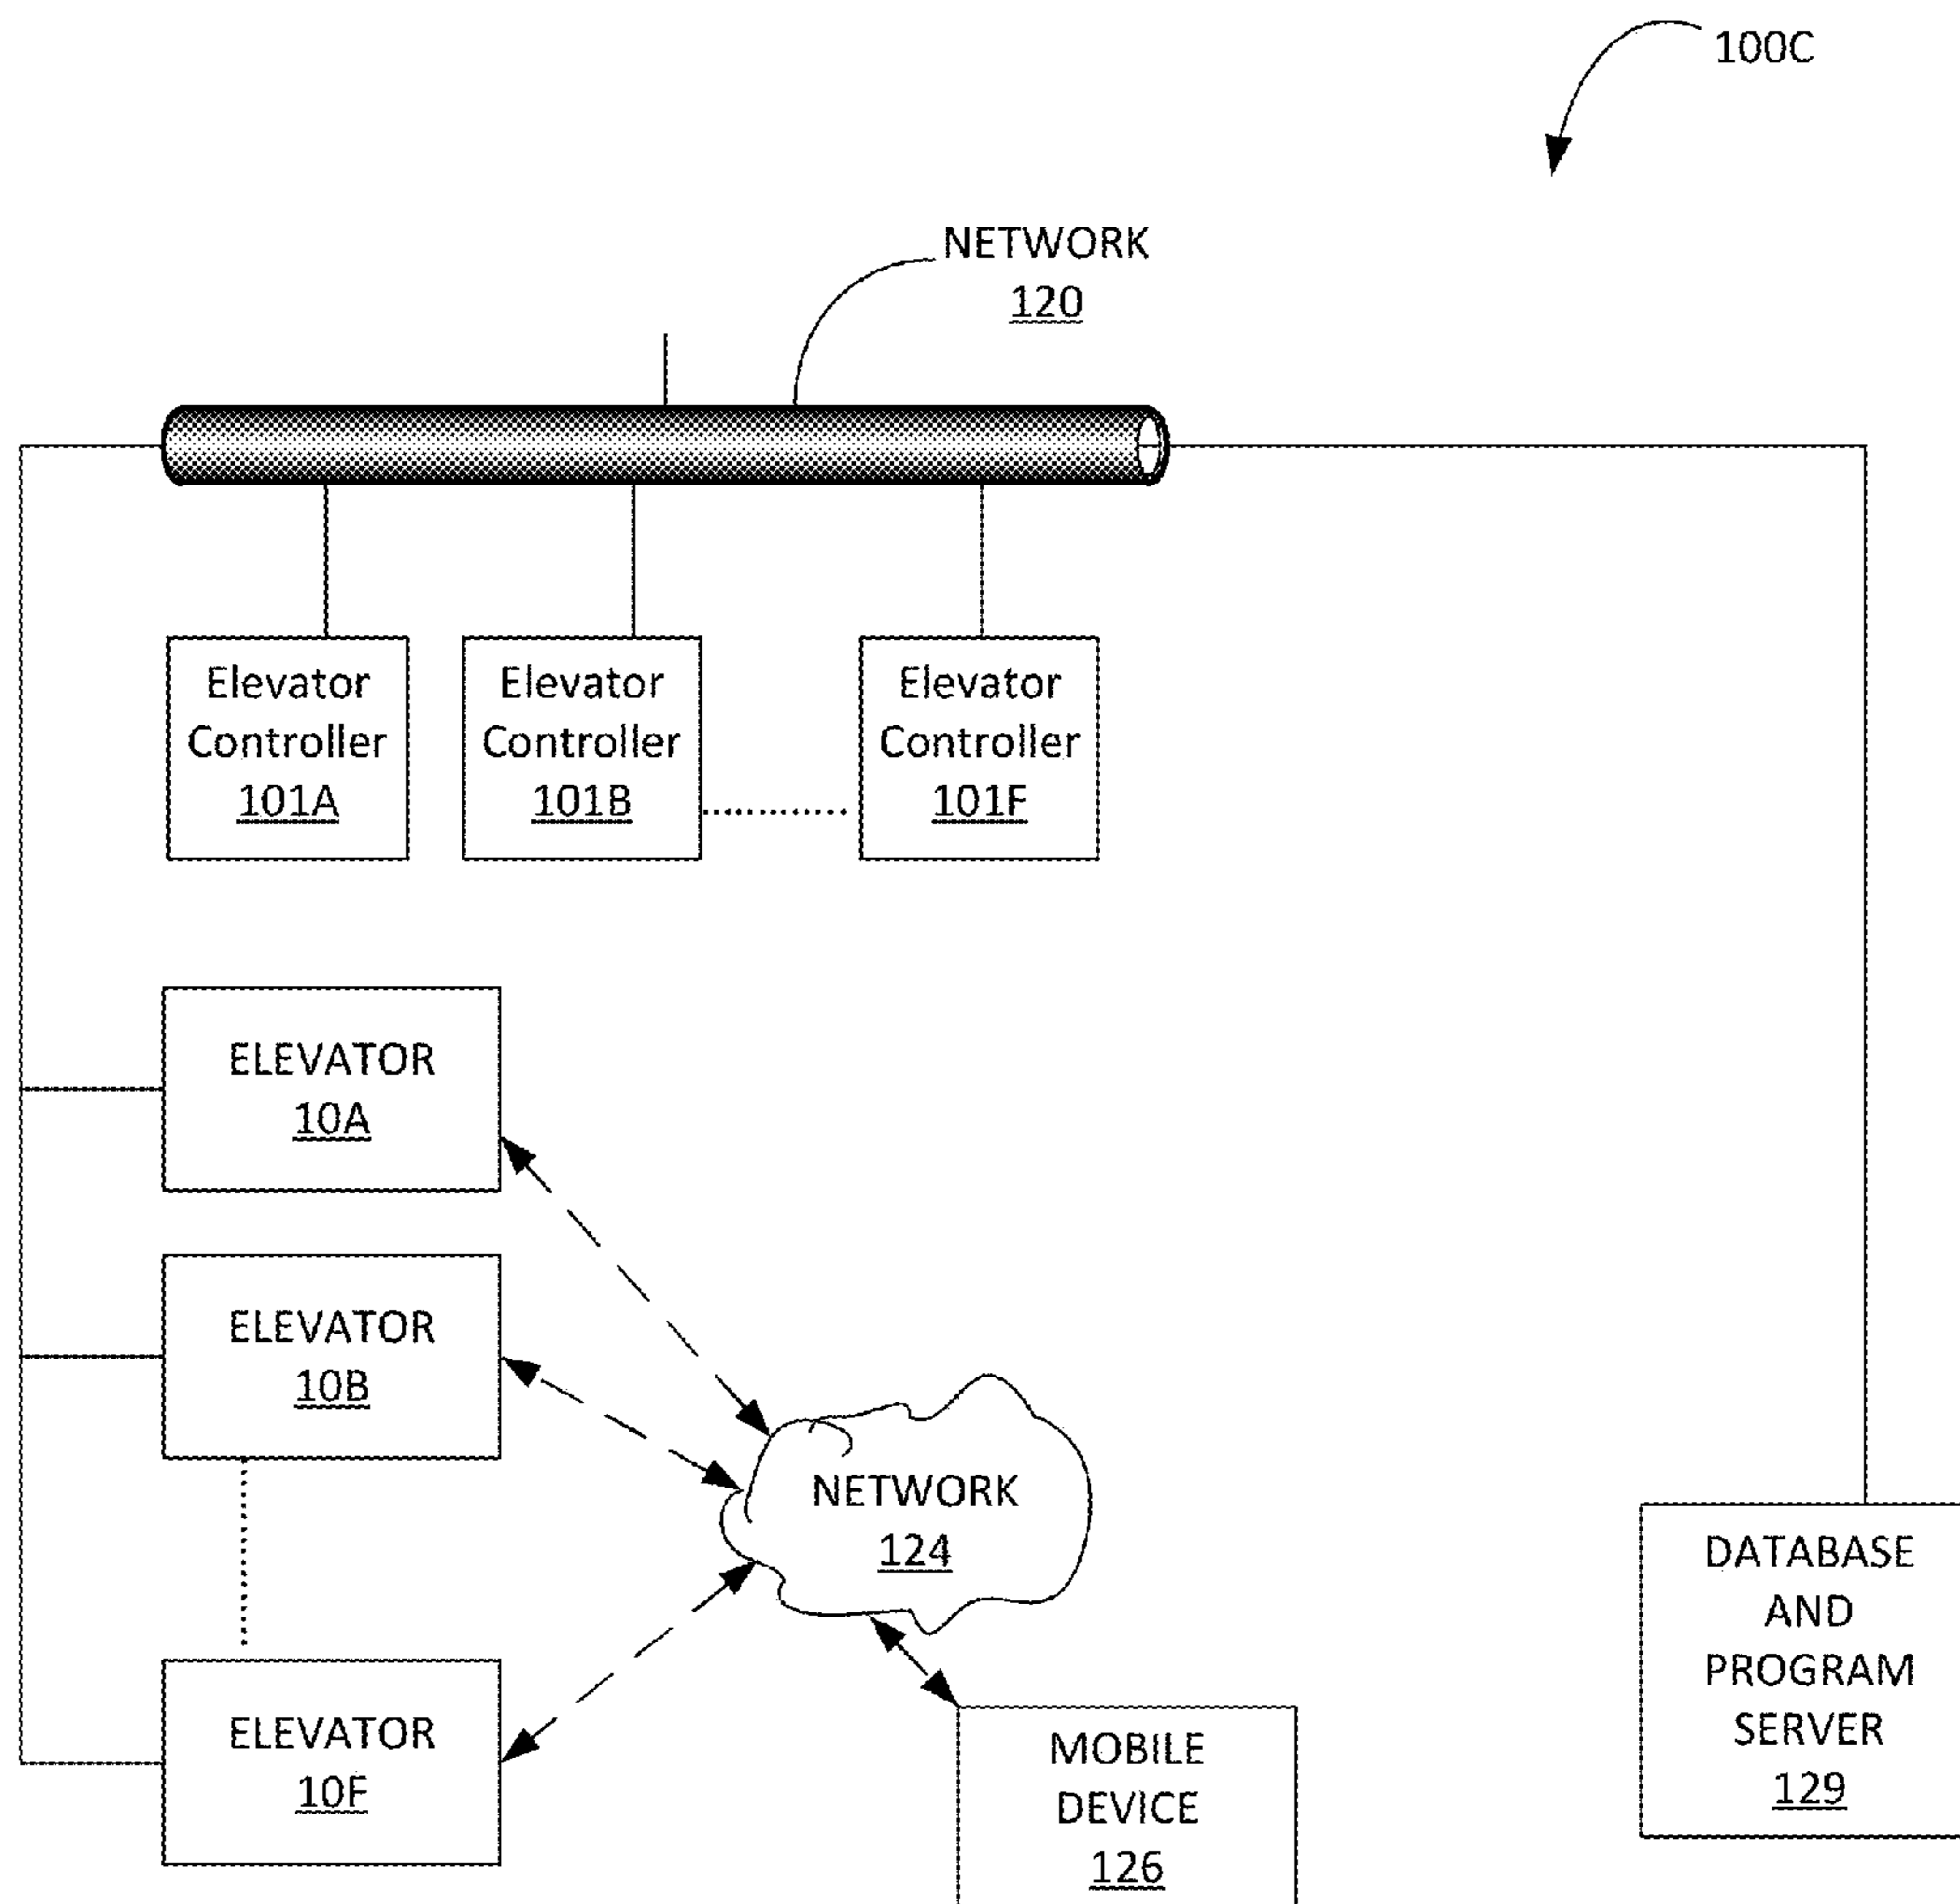 100C
NETWORK
120
Elevator
Controller
101A
Elevator
Controller
101B
Elevator
Controller
101F
ELEVATOR
10A
ELEVATOR
10B
NETWORK
124
ELEVATOR
10F
MOBILE
DEVICE
126
DATABASE
AND
PROGRAM
SERVER
129